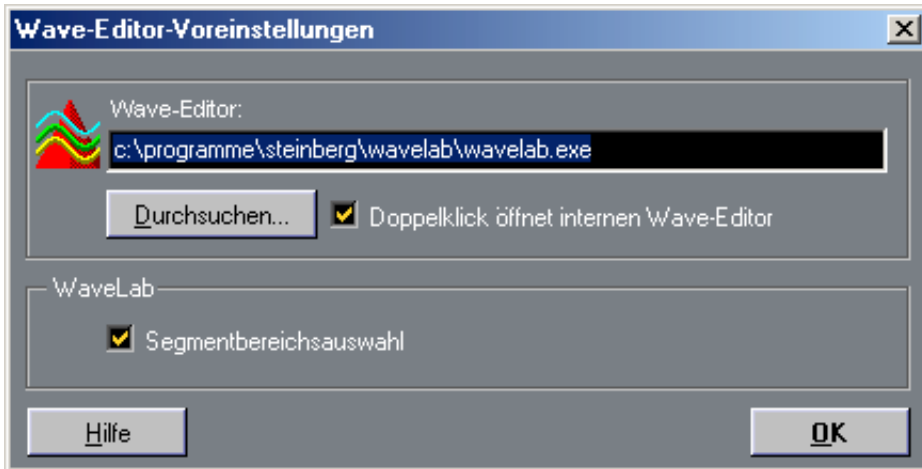 Wave-Editor-Voreinstellungen
Wave-Editor:
c:\programme\steinberg\wavelab\wavelab.exe
Durchsuchen... Doppelklick öffnet internen Wave-Editor
WaveLab
Segmentbereichsauswahl
Hilfe OK